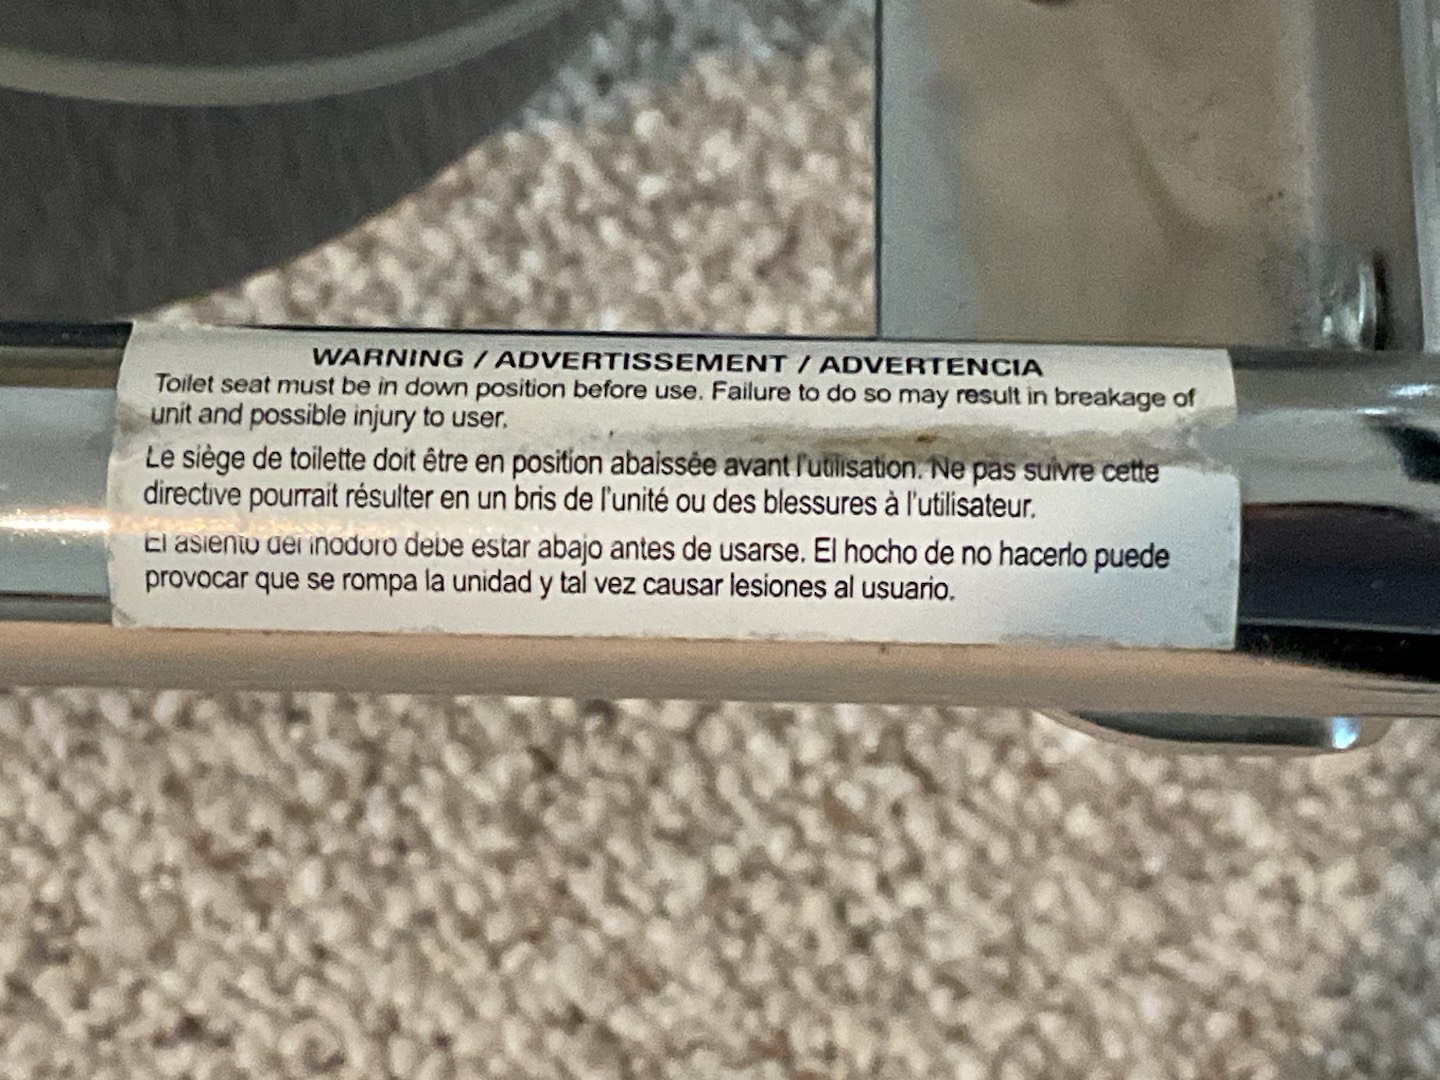 WARNING / ADVERTISSEMENT / ADVERTENCIA
Toilet seat must be in down position before use. Failure to do so may result in breakage of
unit and possible injury to user.
Le siège de toilette doit être en position abaissée avant l'utilisation. Ne pas suivre cette
directive pourrait résulter en un bris de l'unité ou des blessures à l'utilisateur.
El asiento del inodoro debe estar abajo antes de usarse. El hocho de no hacerlo puede
provocar que se rompa la unidad y tal vez causar lesiones al usuario.